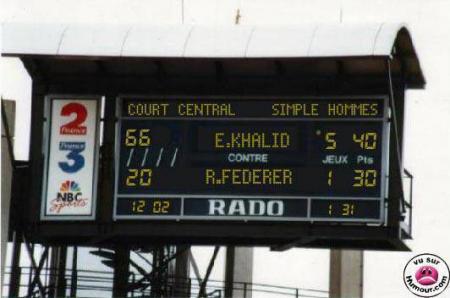 COURT CENTRAL SIMPLE HOMMES
66 E.KHALID 5 40
CONTRE JEUX Pts
20 R.FEDERER 1 30
12 02 RADO 1 31
2
France
3
NBC
Sports
vu sur
Humour.com